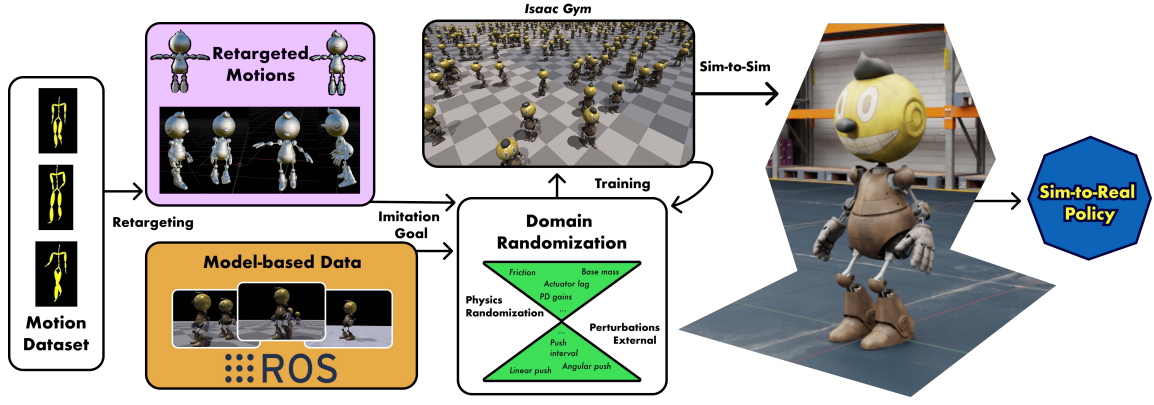 Motion
Dataset
Retargeting
Retargeted
Motions
Model-based Data
ROS
Imitation
Goal
Isaac Gym
Training
Domain
Randomization
Friction
Base mass
Actuator lag
PD gains
...
Physics
Randomization
Perturbations
External
...
Push
interval
Linear push
Angular push
Sim-to-Sim
Sim-to-Real
Policy